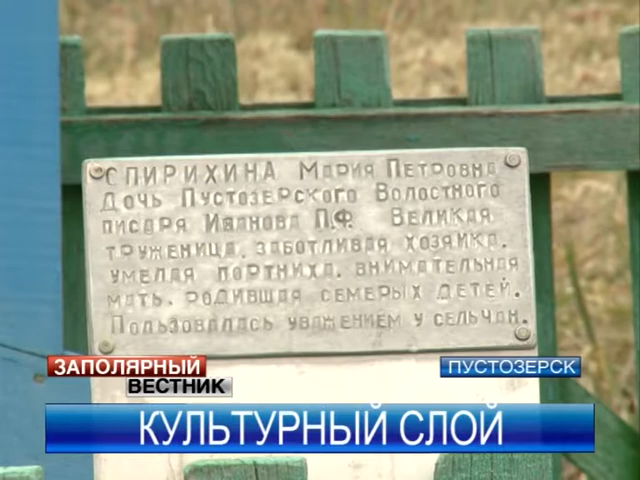 СПИРИХИНА МАРИЯ ПЕТРОВНА
ДОЧЬ ПУСТОЗЕРСКОГО ВОЛОСТНОГО
ПИСАРЯ ИВАНОВА П.Ф. ВЕЛИКАЯ
ТРУЖЕНИЦА, ЗАБОТЛИВАЯ ХОЗЯЙКА,
УМЕЛАЯ ПОРТНИХА, ВНИМАТЕЛЬНАЯ
МАТЬ, РОДИВШАЯ СЕМЕРЫХ ДЕТЕЙ.
ПОЛЬЗОВАЛАСЬ УВАЖЕНИЕМ У СЕЛЬЧАН.
ЗАПОЛЯРНЫЙ
ВЕСТНИК
ПУСТОЗЕРСК
КУЛЬТУРНЫЙ СЛОЙ